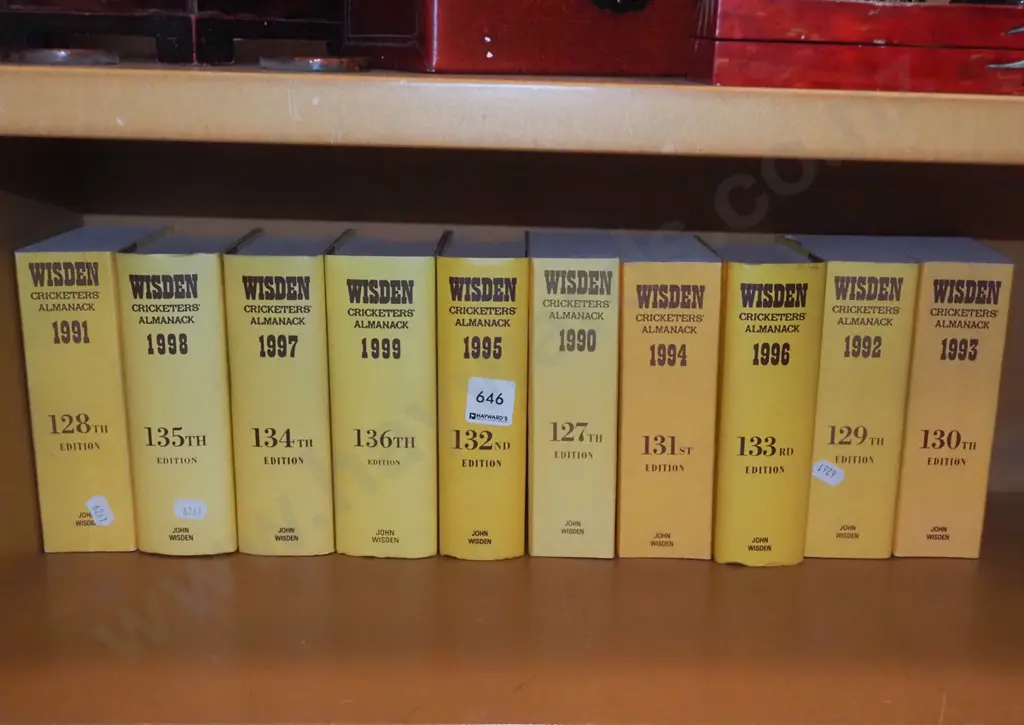 WISDEN
CRICKETERS'
ALMANACK
1991
128TH
EDITION
JOHN
WISDEN
WISDEN
CRICKETERS'
ALMANACK
1998
135TH
EDITION
JOHN
WISDEN
WISDEN
CRICKETERS'
ALMANACK
1997
134TH
EDITION
JOHN
WISDEN
WISDEN
CRICKETERS'
ALMANACK
1999
136TH
EDITION
JOHN
WISDEN
WISDEN
CRICKETERS'
ALMANACK
1995
646
HAYWARD'S
132ND
EDITION
JOHN
WISDEN
WISDEN
CRICKETERS'
ALMANACK
1990
127TH
EDITION
JOHN
WISDEN
WISDEN
CRICKETERS'
ALMANACK
1994
131ST
EDITION
JOHN
WISDEN
WISDEN
CRICKETERS'
ALMANACK
1996
133RD
EDITION
JOHN
WISDEN
WISDEN
CRICKETERS'
ALMANACK
1992
129TH
EDITION
JOHN
WISDEN
WISDEN
CRICKETERS'
ALMANACK
1993
130TH
EDITION
JOHN
WISDEN